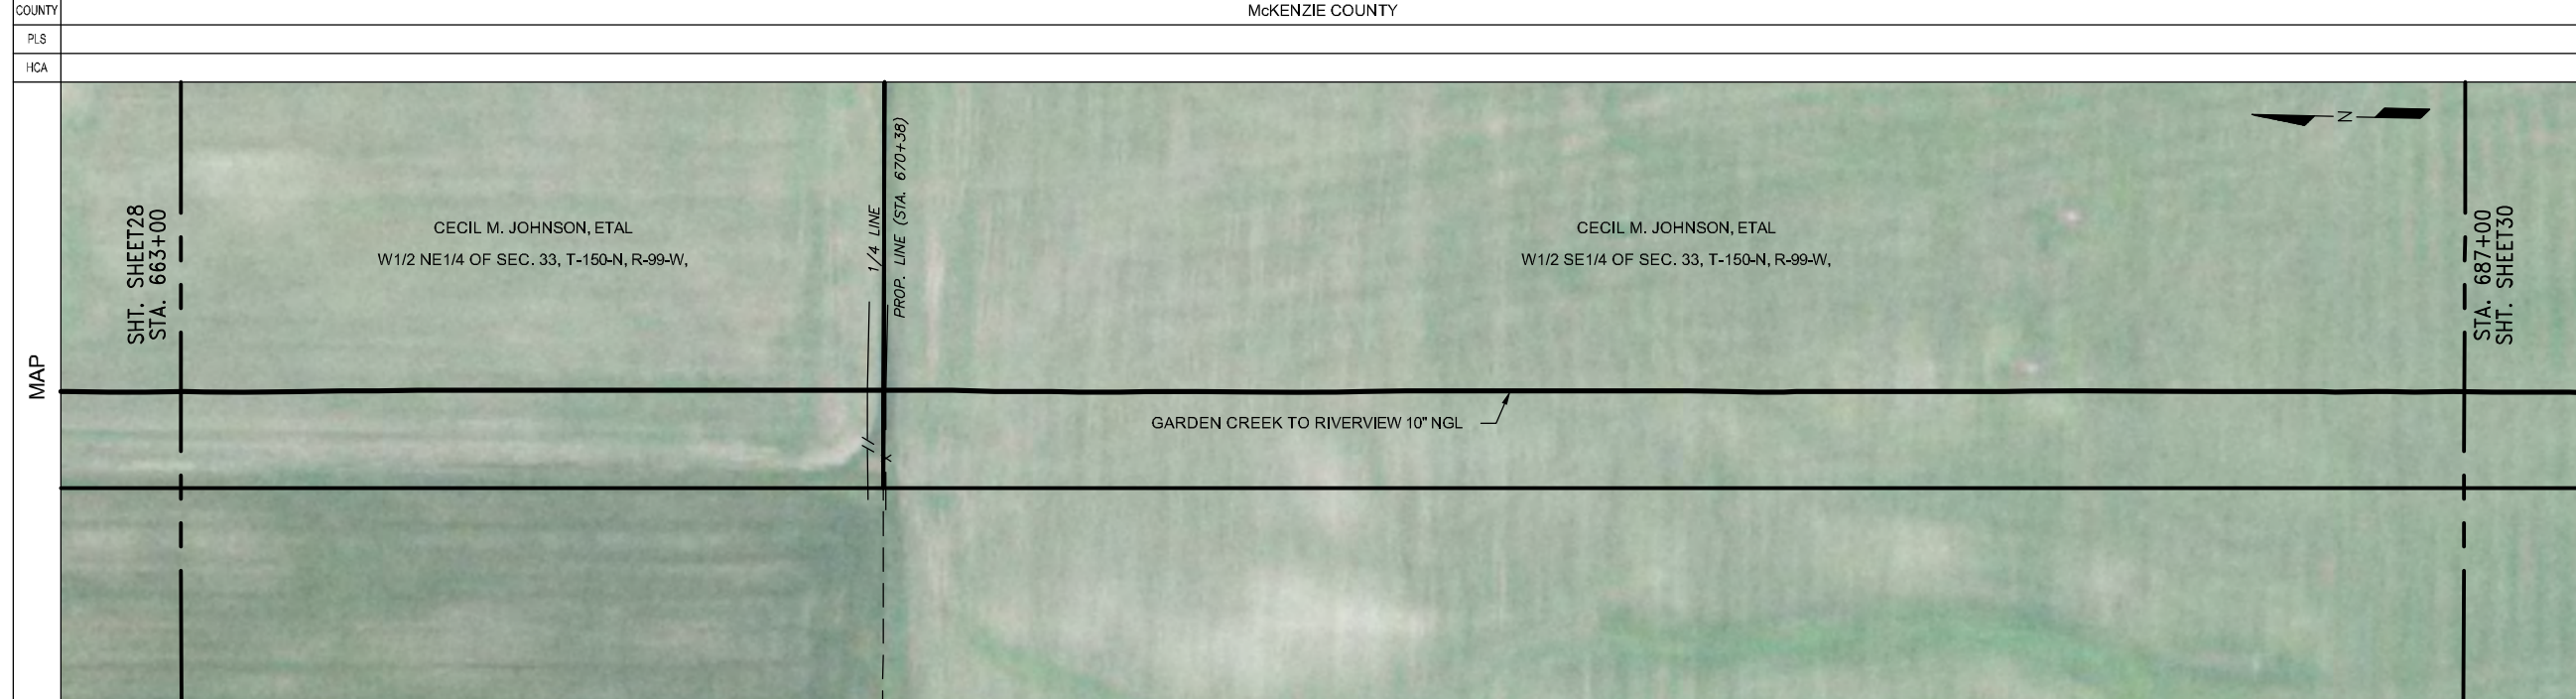 COUNTY
McKENZIE COUNTY
PLS
HCA
MAP
SHT. SHEET28
STA. 663+00
CECIL M. JOHNSON, ETAL
W1/2 NE1/4 OF SEC. 33, T-150-N, R-99-W,
1/4 LINE
PROP. LINE (STA. 670+38)
CECIL M. JOHNSON, ETAL
W1/2 SE1/4 OF SEC. 33, T-150-N, R-99-W,
N
STA. 687+00
SHT. SHEET30
GARDEN CREEK TO RIVERVIEW 10" NGL